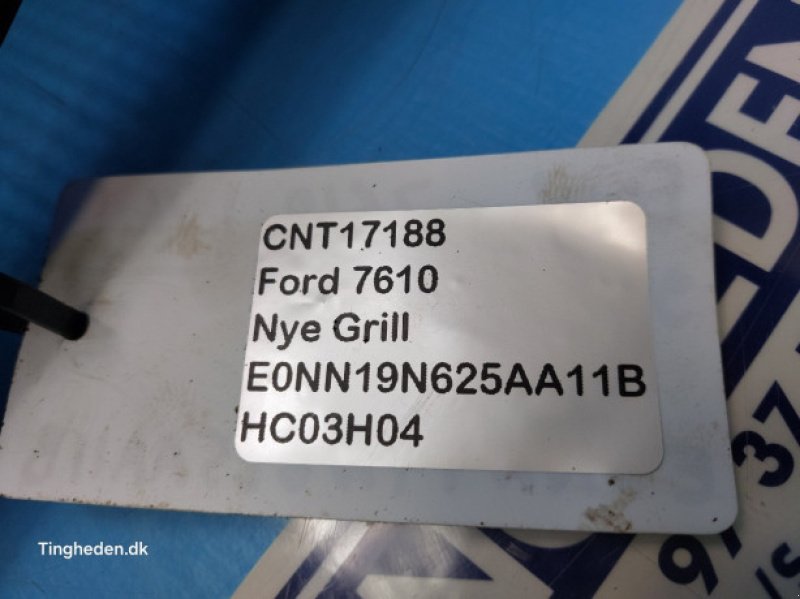 CNT17188
Ford 7610
Nye Grill
E0NN19N625AA11B
HC03H04
Tingheden.dk